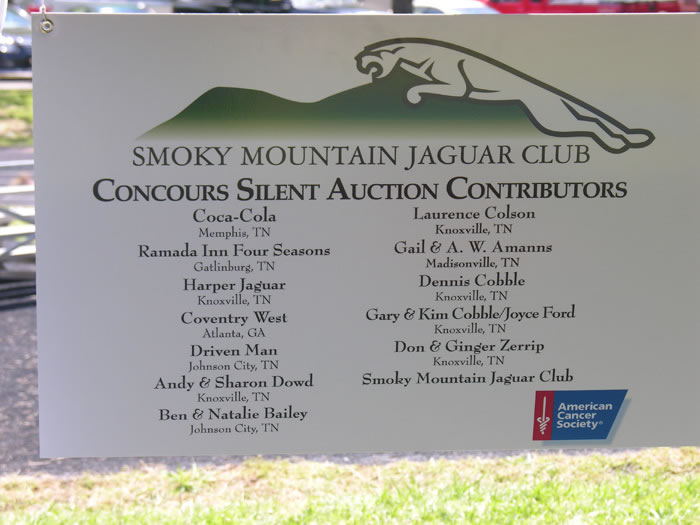 SMOKY MOUNTAIN JAGUAR CLUB
CONCOURS SILENT AUCTION CONTRIBUTORS
Coca-Cola
Memphis, TN
Ramada Inn Four Seasons
Gatlinburg, TN
Harper Jaguar
Knoxville, TN
Coventry West
Atlanta, GA
Driven Man
Johnson City, TN
Andy & Sharon Dowd
Knoxville, TN
Ben & Natalie Bailey
Johnson City, TN
Laurence Colson
Knoxville, TN
Gail & A. W. Amanns
Madisonville, TN
Dennis Cobble
Knoxville, TN
Gary & Kim Cobble/Joyce Ford
Knoxville, TN
Don & Ginger Zerrip
Knoxville, TN
Smoky Mountain Jaguar Club
American
Cancer
Society®